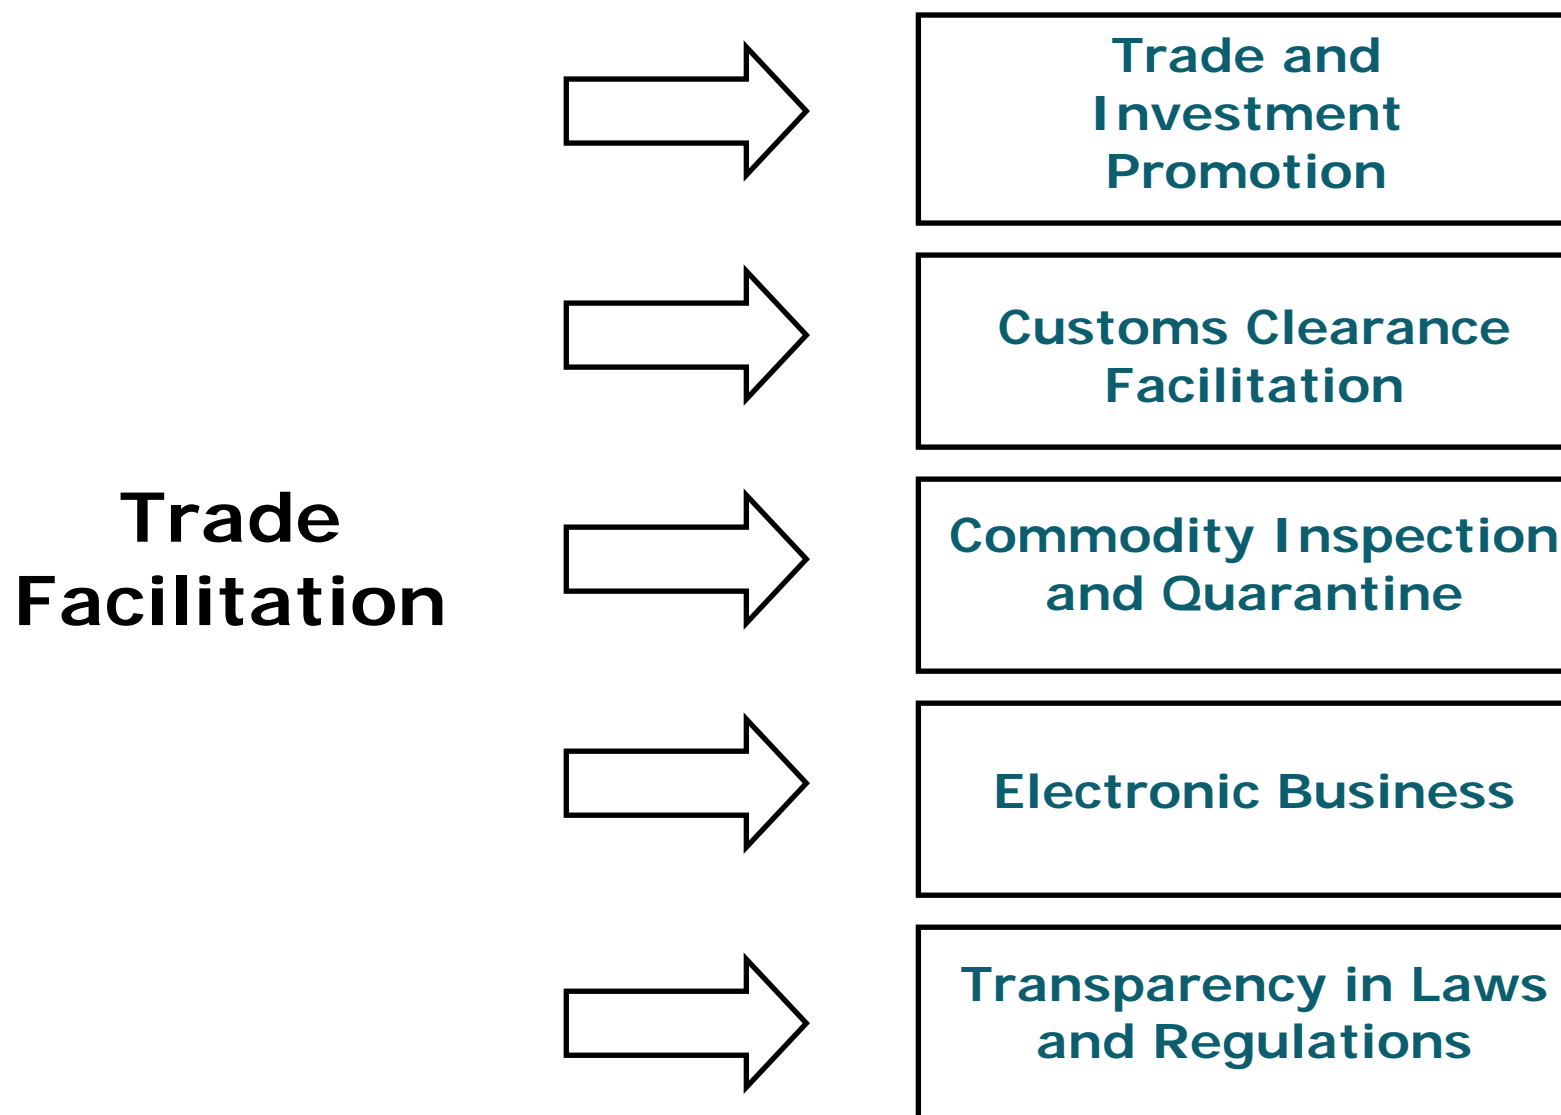 Trade
Facilitation
Trade and
Investment
Promotion
Customs Clearance
Facilitation
Commodity Inspection
and Quarantine
Electronic Business
Transparency in Laws
and Regulations